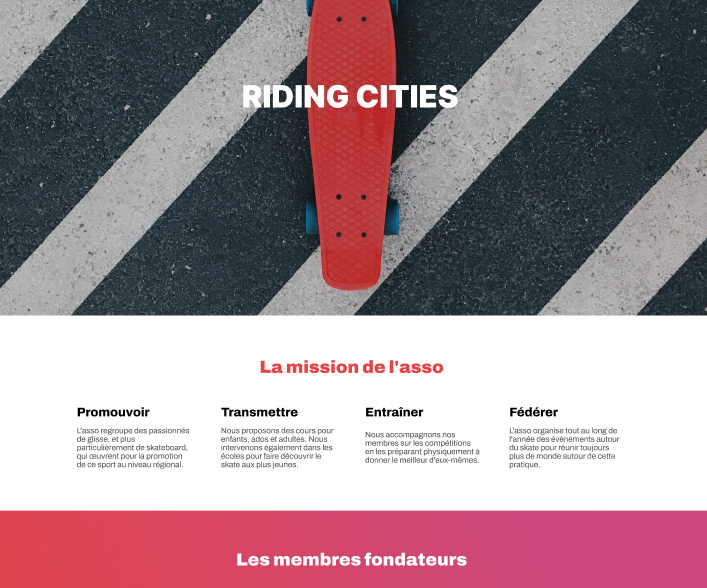 RIDING CITIES
La mission de l'asso
Promouvoir
L'asso regroupe des passionnés
de glisse, et plus
particulièrement de skateboard,
qui œuvrent pour la promotion
de ce sport au niveau régional.
Transmettre
Nous proposons des cours pour
enfants, ados et adultes. Nous
intervenons également dans les
écoles pour faire découvrir le
skate aux plus jeunes.
Entraîner
Nous accompagnons nos
membres sur les compétitions
en les préparant physiquement à
donner le meilleur d'eux-mêmes.
Fédérer
L'asso organise tout au long de
l'année des évènements autour
du skate pour réunir toujours
plus de monde autour de cette
pratique.
Les membres fondateurs